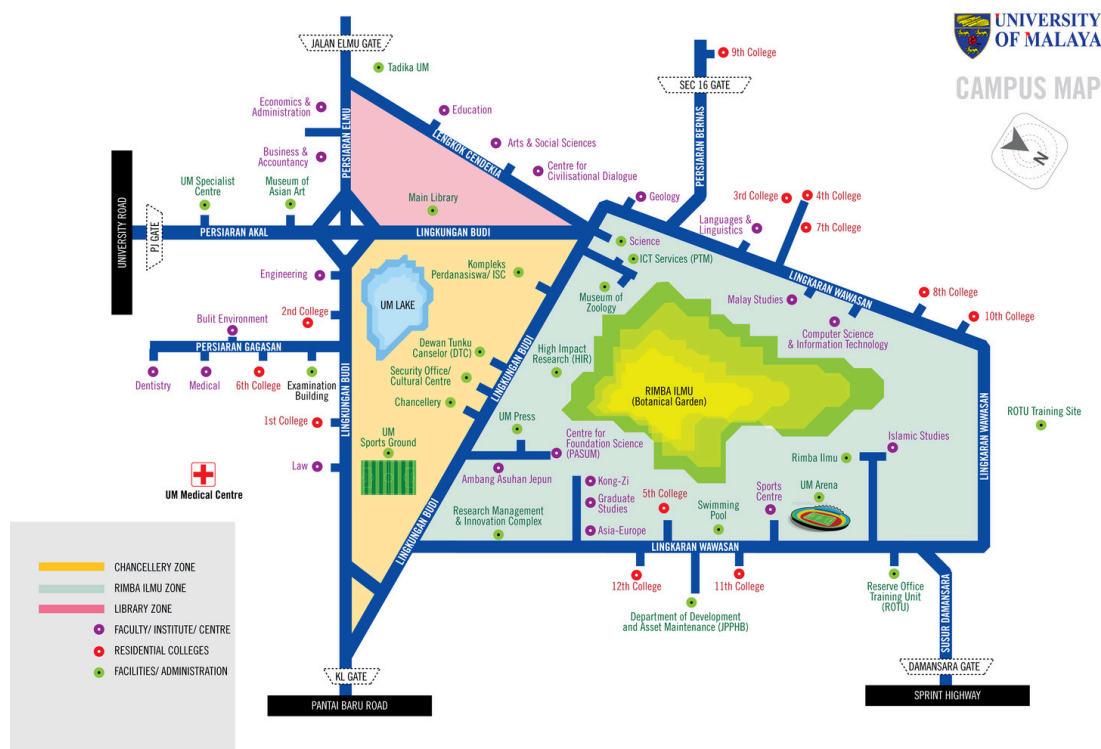 UNIVERSITY
OF MALAYA
CAMPUS MAP
N
JALAN ELMU GATE
Tadika UM
9th College
SEC 16 GATE
Economics &
Administration
PERSIARAN ELMU
Education
LENGKOK CENDEKIA
Arts & Social Sciences
PERSIARAN BERNAS
Business &
Accountancy
Centre for
Civilisational Dialogue
UM Specialist
Centre
Museum of
Asian Art
Main Library
Geology
3rd College
4th College
Languages &
Linguistics
7th College
UNIVERSITY ROAD
PJ GATE
PERSIARAN AKAL
LINGKUNGAN BUDI
Science
ICT Services (PTM)
LINGKARAN WAWASAN
Engineering
UM LAKE
Kompleks
Perdanasiswa/ ISC
Museum of
Zoology
Malay Studies
8th College
10th College
2nd College
Bulit Environment
PERSIARAN GAGASAN
Computer Science
& Information Technology
Dewan Tunku
Canselor (DTC)
High Impact
Research (HIR)
LINGKUNGAN BUDI
Dentistry
Medical
6th College
Examination
Building
LINGKUNGAN BUDI
Security Office/
Cultural Centre
Chancellery
RIMBA ILMU
(Botanical Garden)
1st College
UM
Sports Ground
UM Press
Centre for
Foundation Science
(PASUM)
Islamic Studies
ROTU Training Site
LINGKARAN WAWASAN
Rimba Ilmu
Law
UM Medical Centre
Ambang Asuhan Jepun
Kong-Zi
Graduate
Studies
Asia-Europe
5th College
Swimming
Pool
Sports
Centre
UM Arena
Research Management
& Innovation Complex
LINGKUNGAN BUDI
LINGKARAN WAWASAN
12th College
11th College
Reserve Office
Training Unit
(ROTU)
Department of Development
and Asset Maintenance (JPPHB)
SUSUR DAMANSARA
KL GATE
PANTAI BARU ROAD
DAMANSARA GATE
SPRINT HIGHWAY
CHANCELLERY ZONE
RIMBA ILMU ZONE
LIBRARY ZONE
FACULTY/ INSTITUTE/ CENTRE
RESIDENTIAL COLLEGES
FACILITIES/ ADMINISTRATION